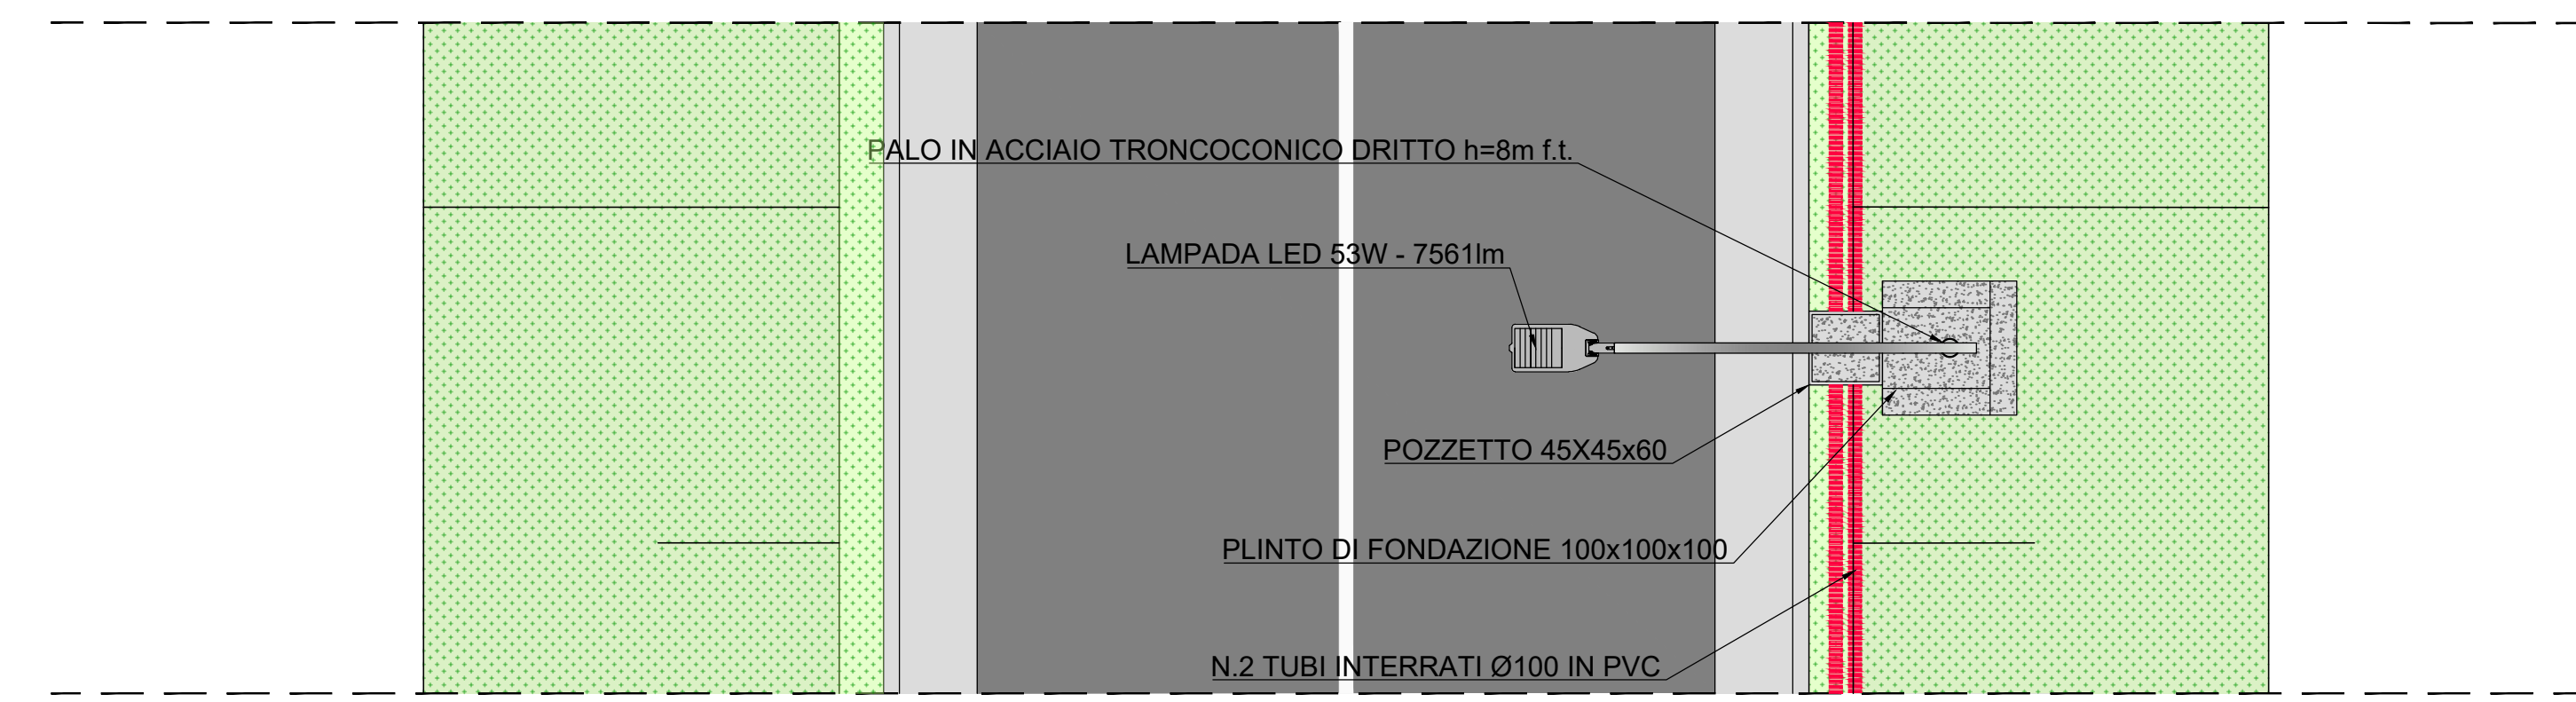 PALO IN ACCIAIO TRONCOCONICO DRITTO h=8m f.t.
LAMPADA LED 53W - 7561lm
POZZETTO 45X45x60
PLINTO DI FONDAZIONE 100x100x100
N.2 TUBI INTERRATI Ø100 IN PVC